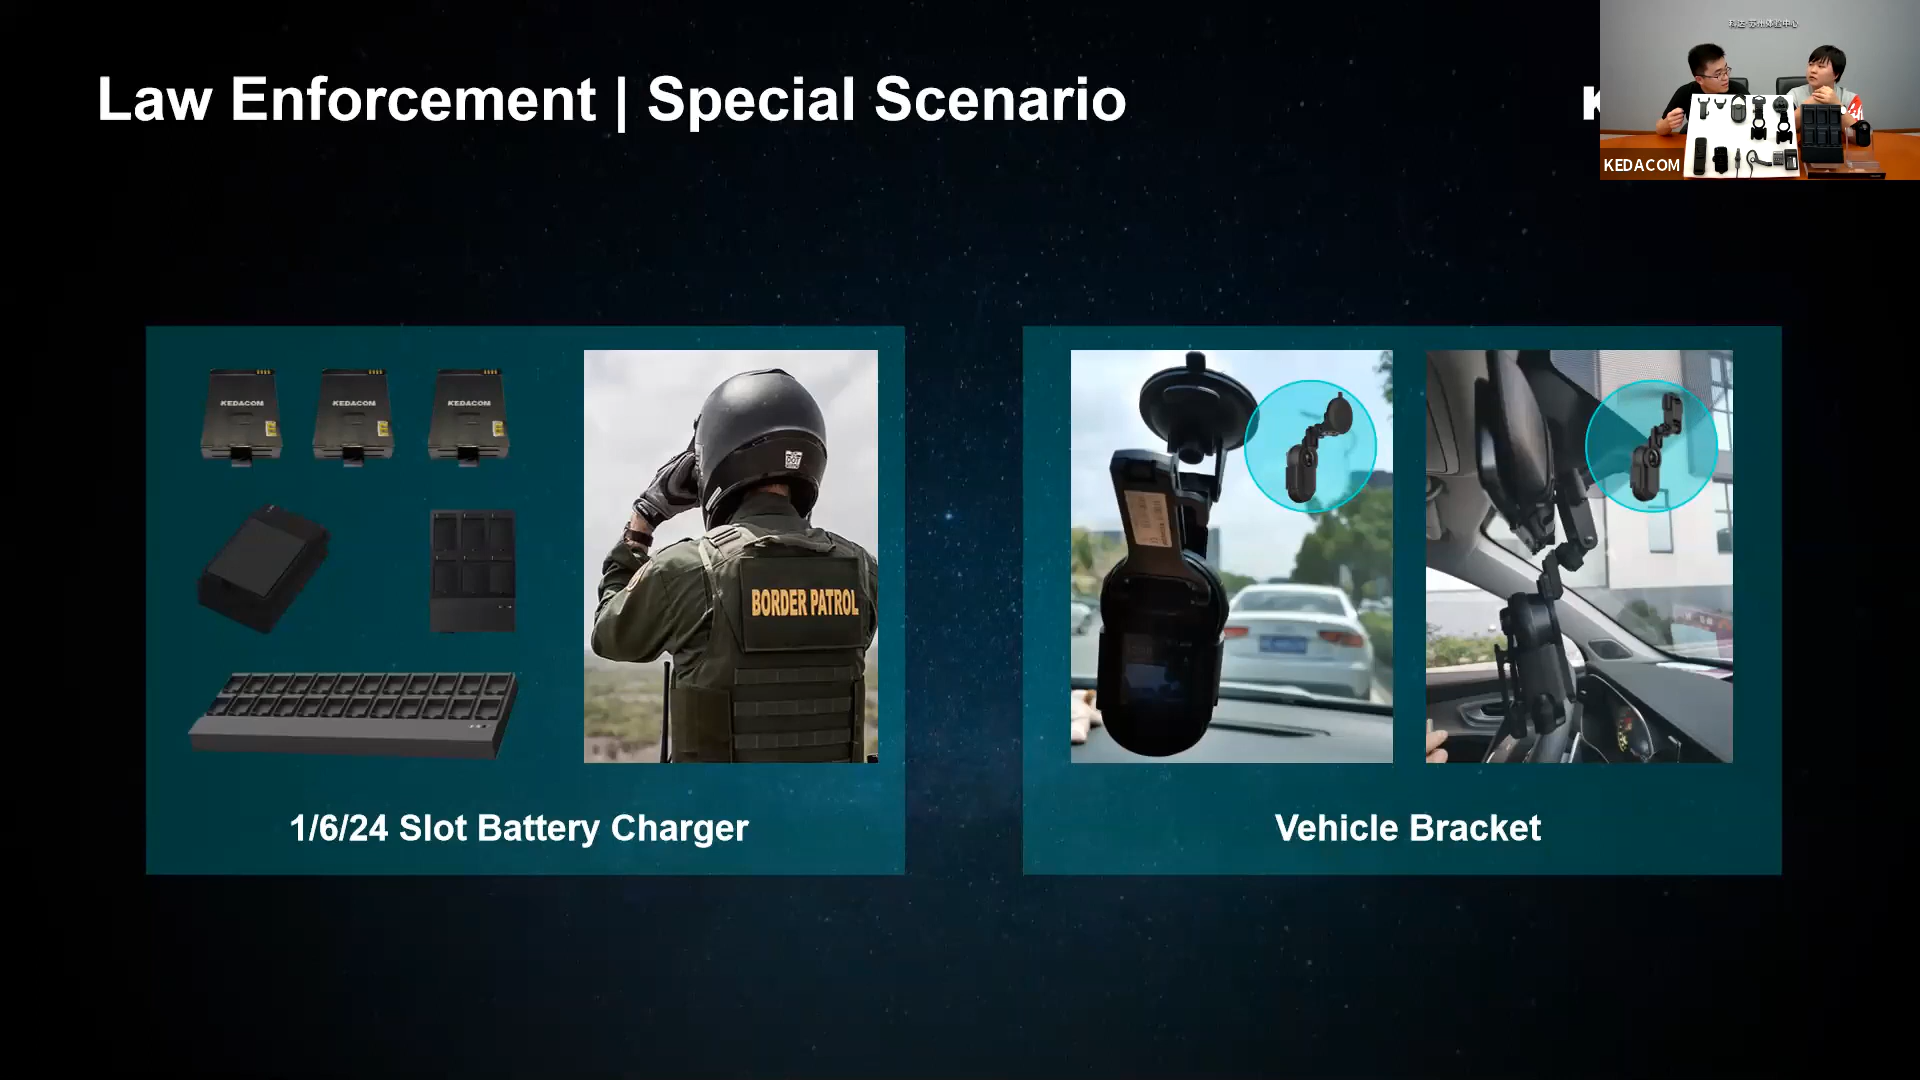 Law Enforcement | Special Scenario
K
KEDACOM
KEDACOM
KEDACOM
KEDACOM
BORDER PATROL
1/6/24 Slot Battery Charger
Vehicle Bracket